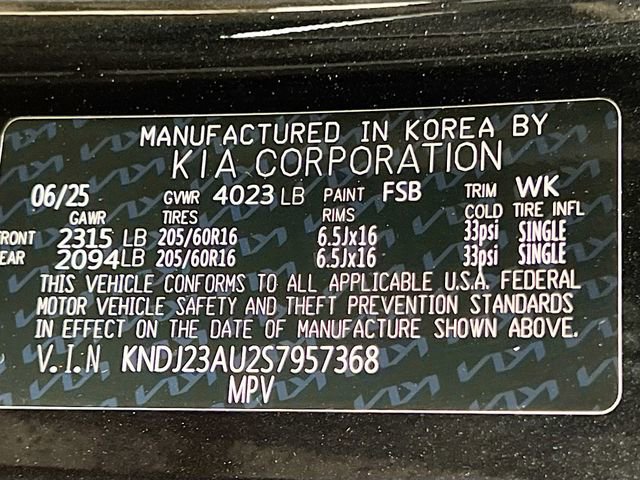 MANUFACTURED IN KOREA BY
KIA CORPORATION
06/25 GVWR 4023 LB PAINT FSB TRIM WK
GAWR TIRES RIMS COLD TIRE INFL
FRONT 2315 LB 205/60R16 6.5Jx16 33psi SINGLE
EAR 2094LB 205/60R16 6.5Jx16 33psi SINGLE
THIS VEHICLE CONFORMS TO ALL APPLICABLE U.S.A. FEDERAL
MOTOR VEHICLE SAFETY AND THEFT PREVENTION STANDARDS
IN EFFECT ON THE DATE OF MANUFACTURE SHOWN ABOVE.
V.I.N KNDJ23AU2S7957368
MPV